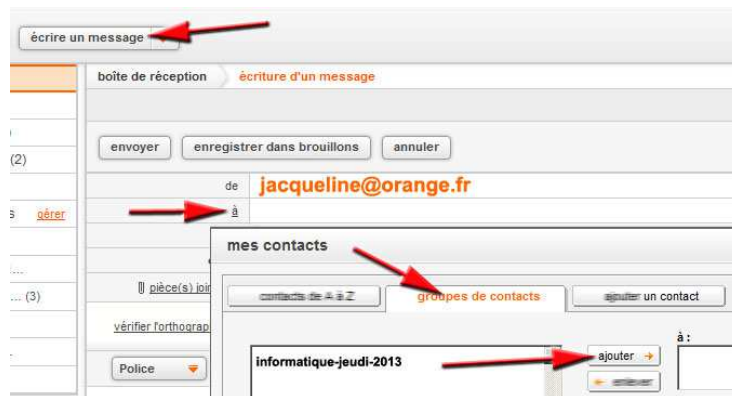 écrire un message
boîte de réception écriture d'un message
envoyer enregistrer dans brouillons annuler
(2)
de jacqueline@orange.fr
s gérer à
mes contacts
...
... (3) pièce(s) join
contacts de A à Z groupes de contacts ajouter un contact
vérifier l'orthograp
à :
informatique-jeudi-2013 ajouter
Police enlever